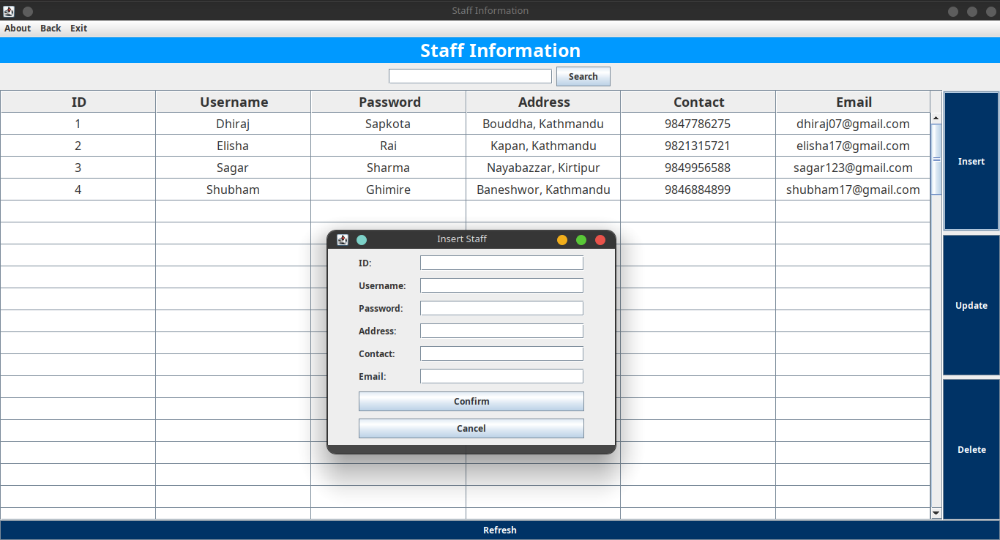 Staff Information
About Back Exit
Staff Information
Search
ID Username Password Address Contact Email
1 Dhiraj Sapkota Bouddha, Kathmandu 9847786275 dhiraj07@gmail.com
2 Elisha Rai Kapan, Kathmandu 9821315721 elisha17@gmail.com
3 Sagar Sharma Nayabazzar, Kirtipur 9849956588 sagar123@gmail.com
4 Shubham Ghimire Baneshwor, Kathmandu 9846884899 shubham17@gmail.com
Insert
Update
Delete
Insert Staff
ID:
Username:
Password:
Address:
Contact:
Email:
Confirm
Cancel
Refresh